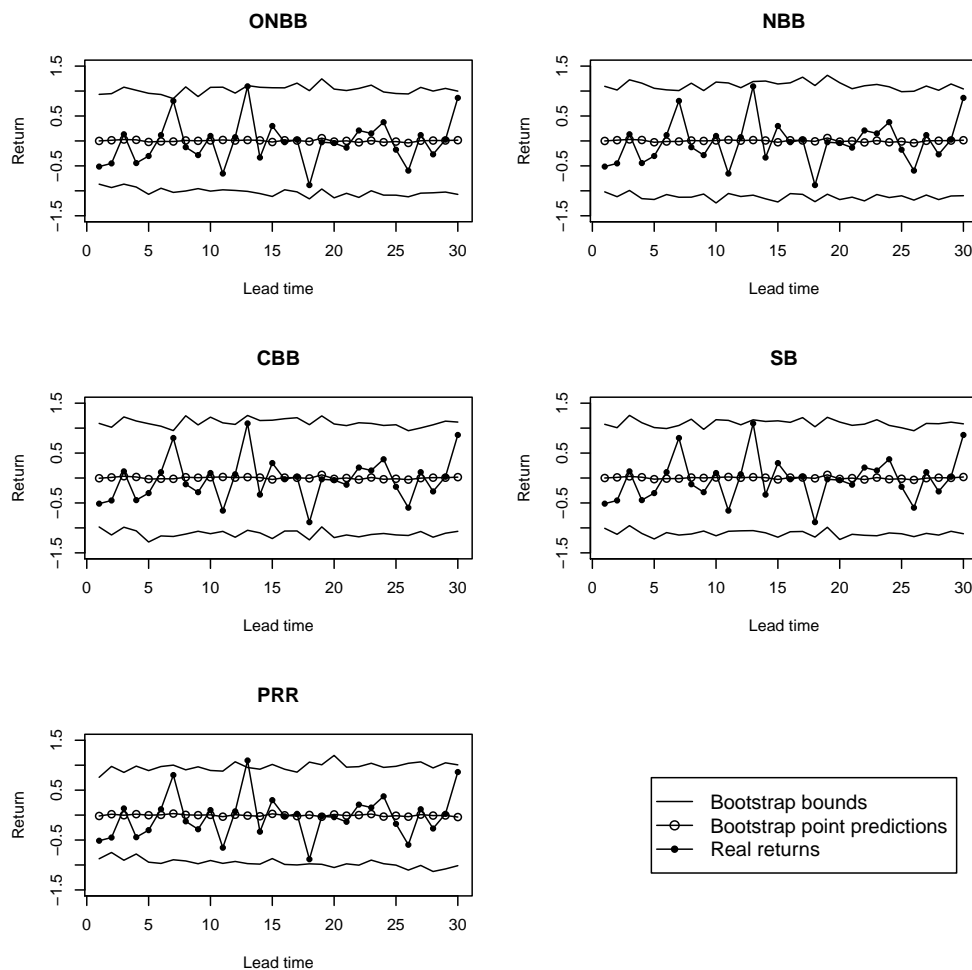 ONBB
Return
1.5
0.5
−0.5
−1.5
0 5 10 15 20 25 30
Lead time
NBB
Return
1.5
0.5
−0.5
−1.5
0 5 10 15 20 25 30
Lead time
CBB
Return
1.5
0.5
−0.5
−1.5
0 5 10 15 20 25 30
Lead time
SB
Return
1.5
0.5
−0.5
−1.5
0 5 10 15 20 25 30
Lead time
PRR
Return
1.5
0.5
−0.5
−1.5
0 5 10 15 20 25 30
Lead time
Bootstrap bounds
Bootstrap point predictions
Real returns